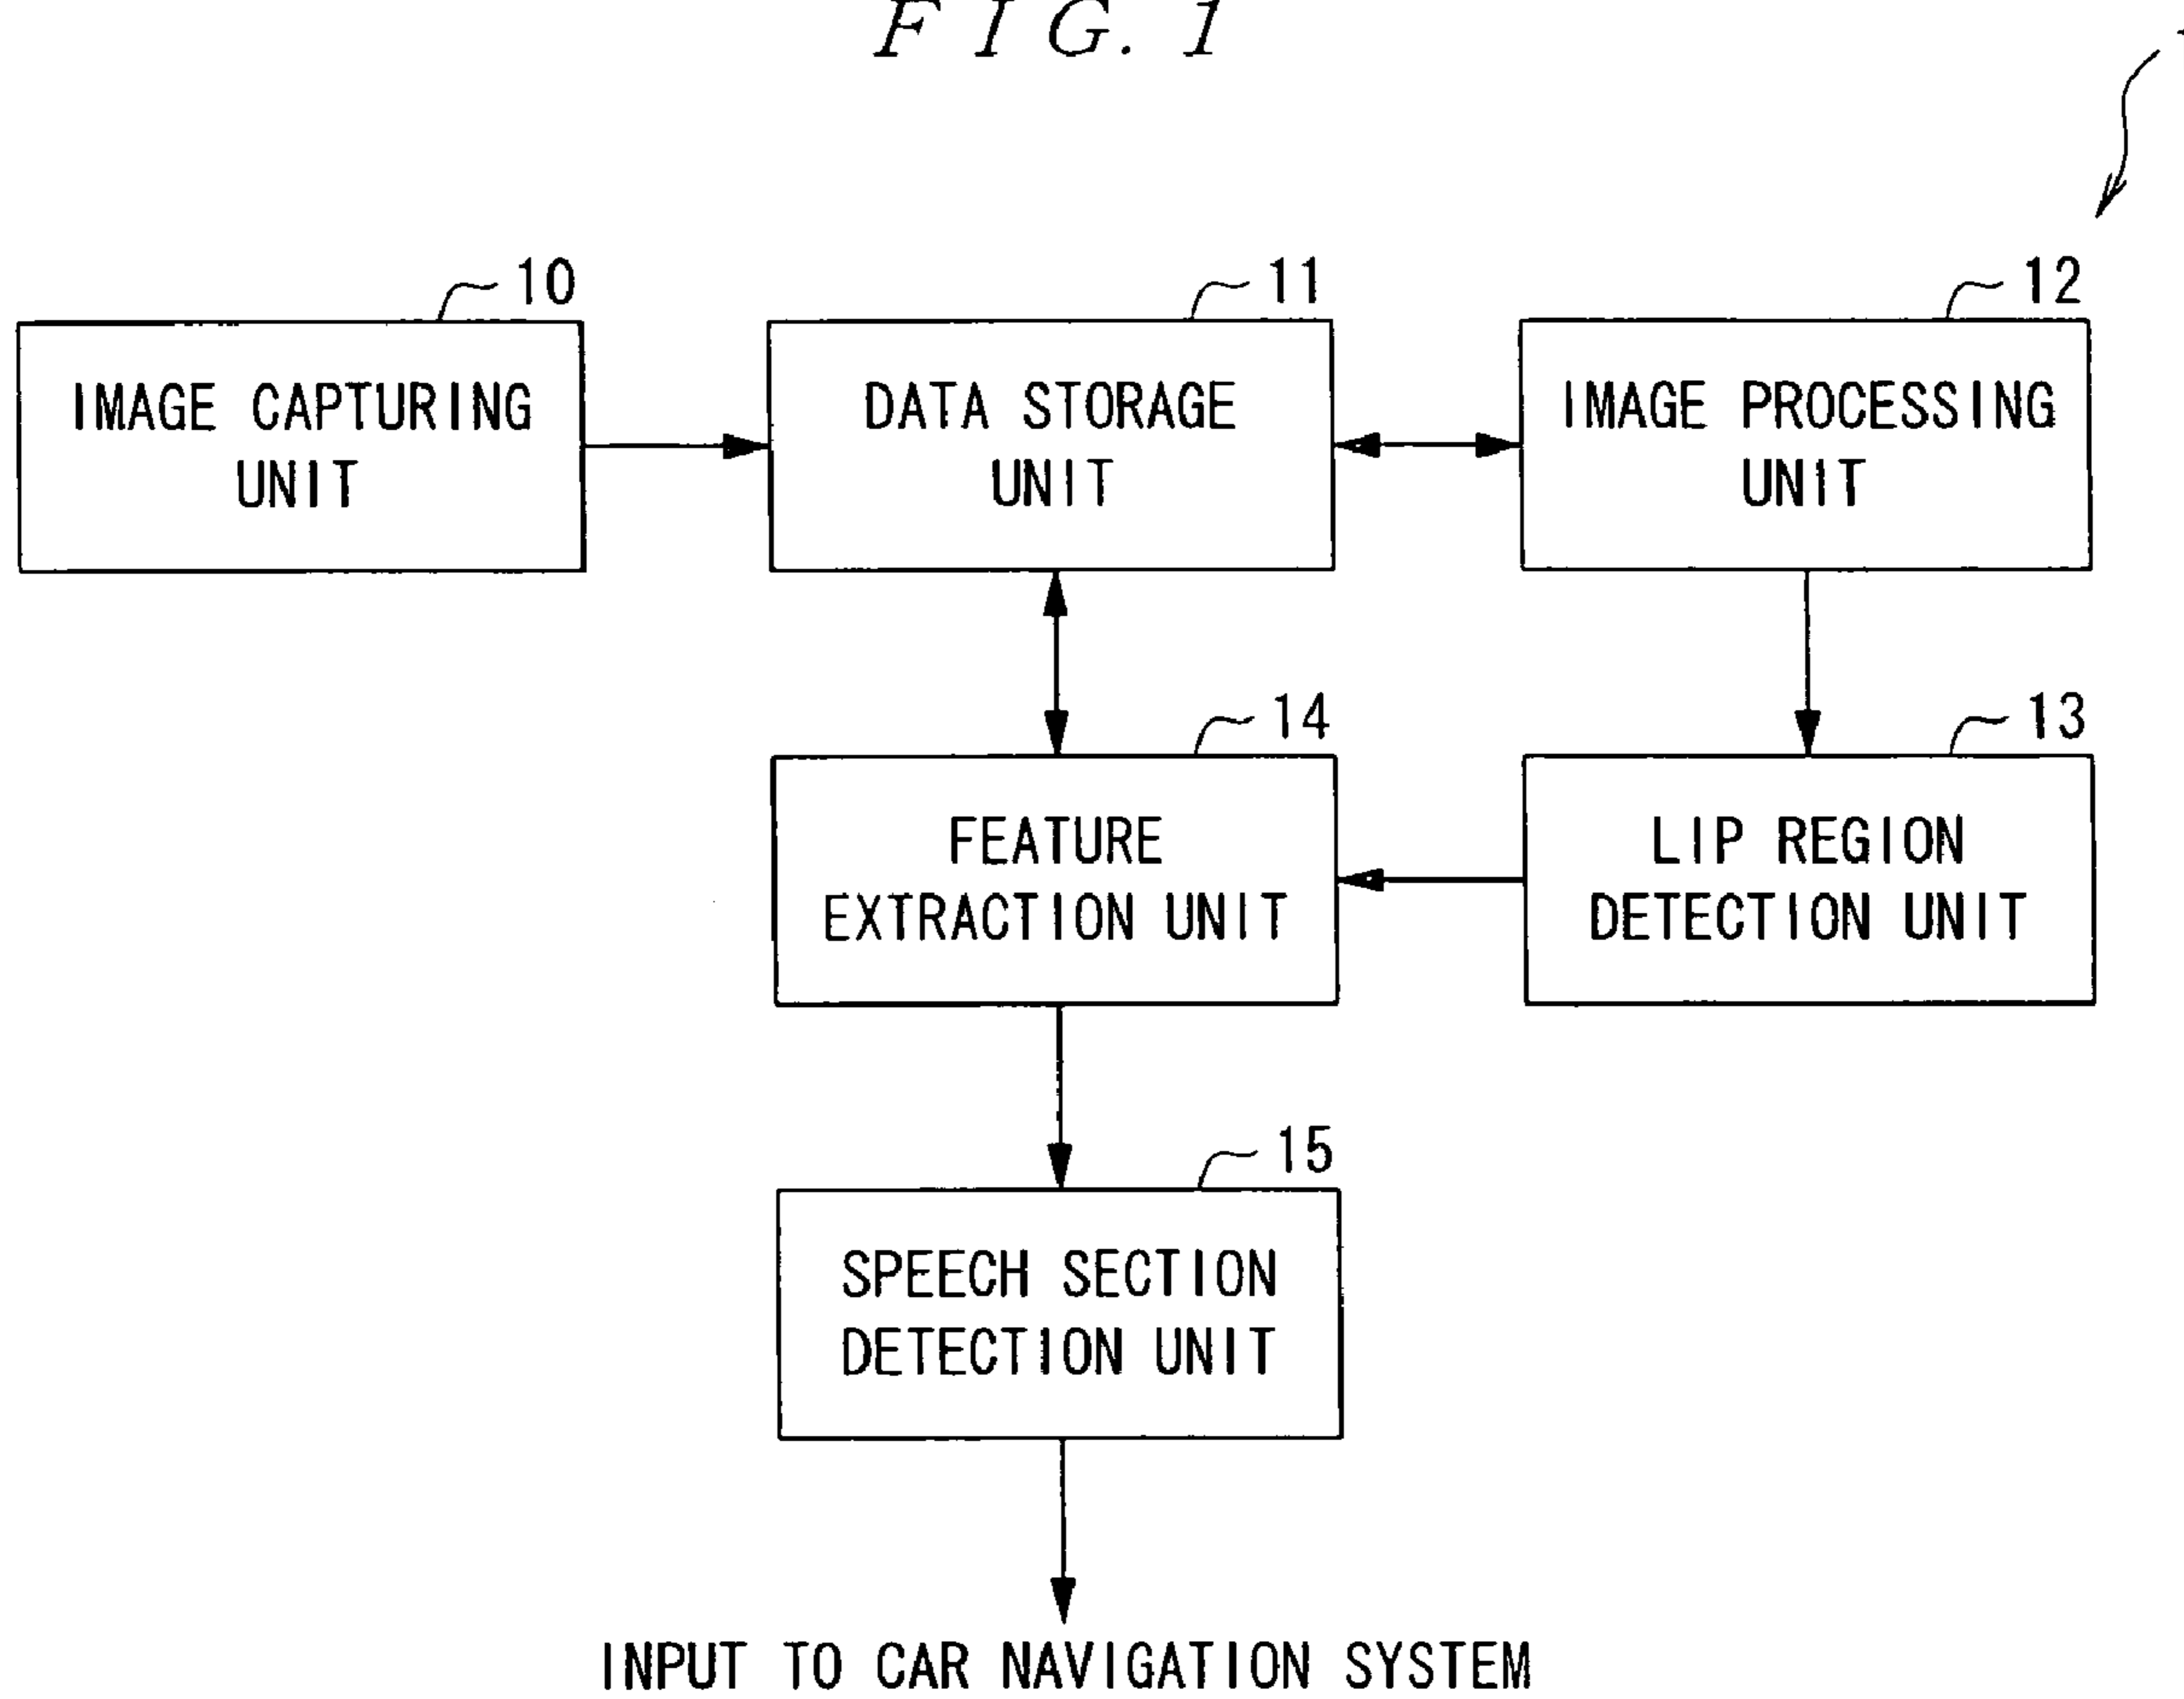 FIG. 1
10
11
12
IMAGE CAPTURING
UNIT
DATA STORAGE
UNIT
IMAGE PROCESSING
UNIT
14
13
FEATURE
EXTRACTION UNIT
LIP REGION
DETECTION UNIT
15
SPEECH SECTION
DETECTION UNIT
INPUT TO CAR NAVIGATION SYSTEM